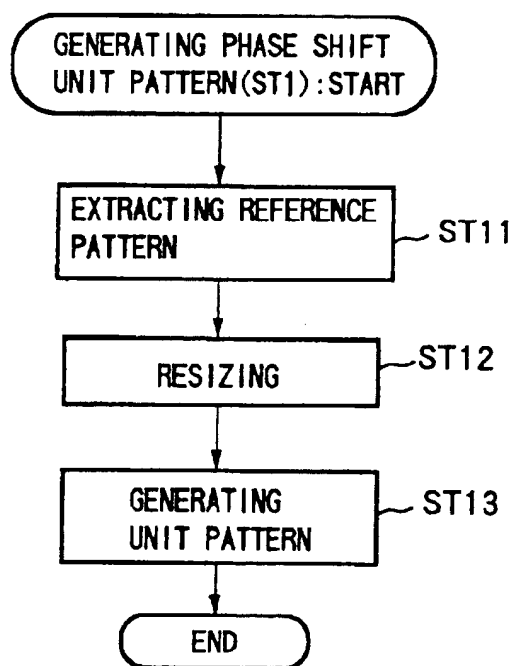 GENERATING PHASE SHIFT
UNIT PATTERN(ST1):START
EXTRACTING REFERENCE
PATTERN
ST11
RESIZING
ST12
GENERATING
UNIT PATTERN
ST13
END